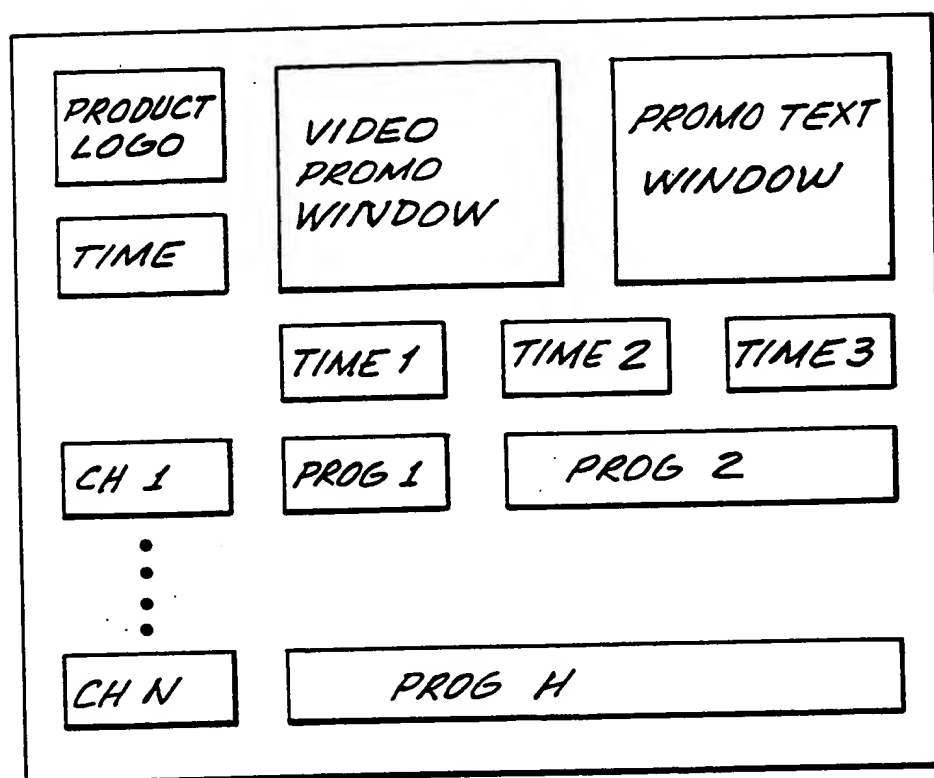 PRODUCT
LOGO
VIDEO
PROMO
WINDOW
PROMO TEXT
WINDOW
TIME
TIME 1
TIME 2
TIME 3
CH 1
PROG 1
PROG 2
CH N
PROG H